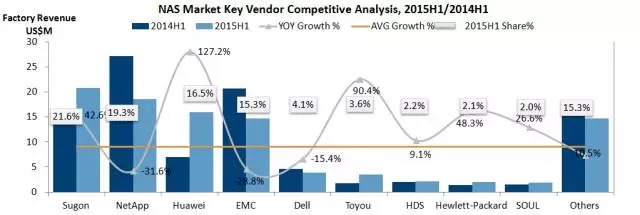 NAS Market Key Vendor Competitive Analysis, 2015H1/2014H1
Factory Revenue
US$M
2014H1 2015H1 YOY Growth % AVG Growth % 2015H1 Share%
30
25
20
15
10
5
0
127.2%
90.4%
21.6% 42.6% 19.3% 16.5% 15.3% 4.1% 3.6% 2.2% 2.1% 2.0% 15.3%
48.3% 26.6%
-31.6% -28.8% -15.4% 9.1%
Sugon NetApp Huawei EMC Dell Toyou HDS Hewlett-Packard SOUL Others